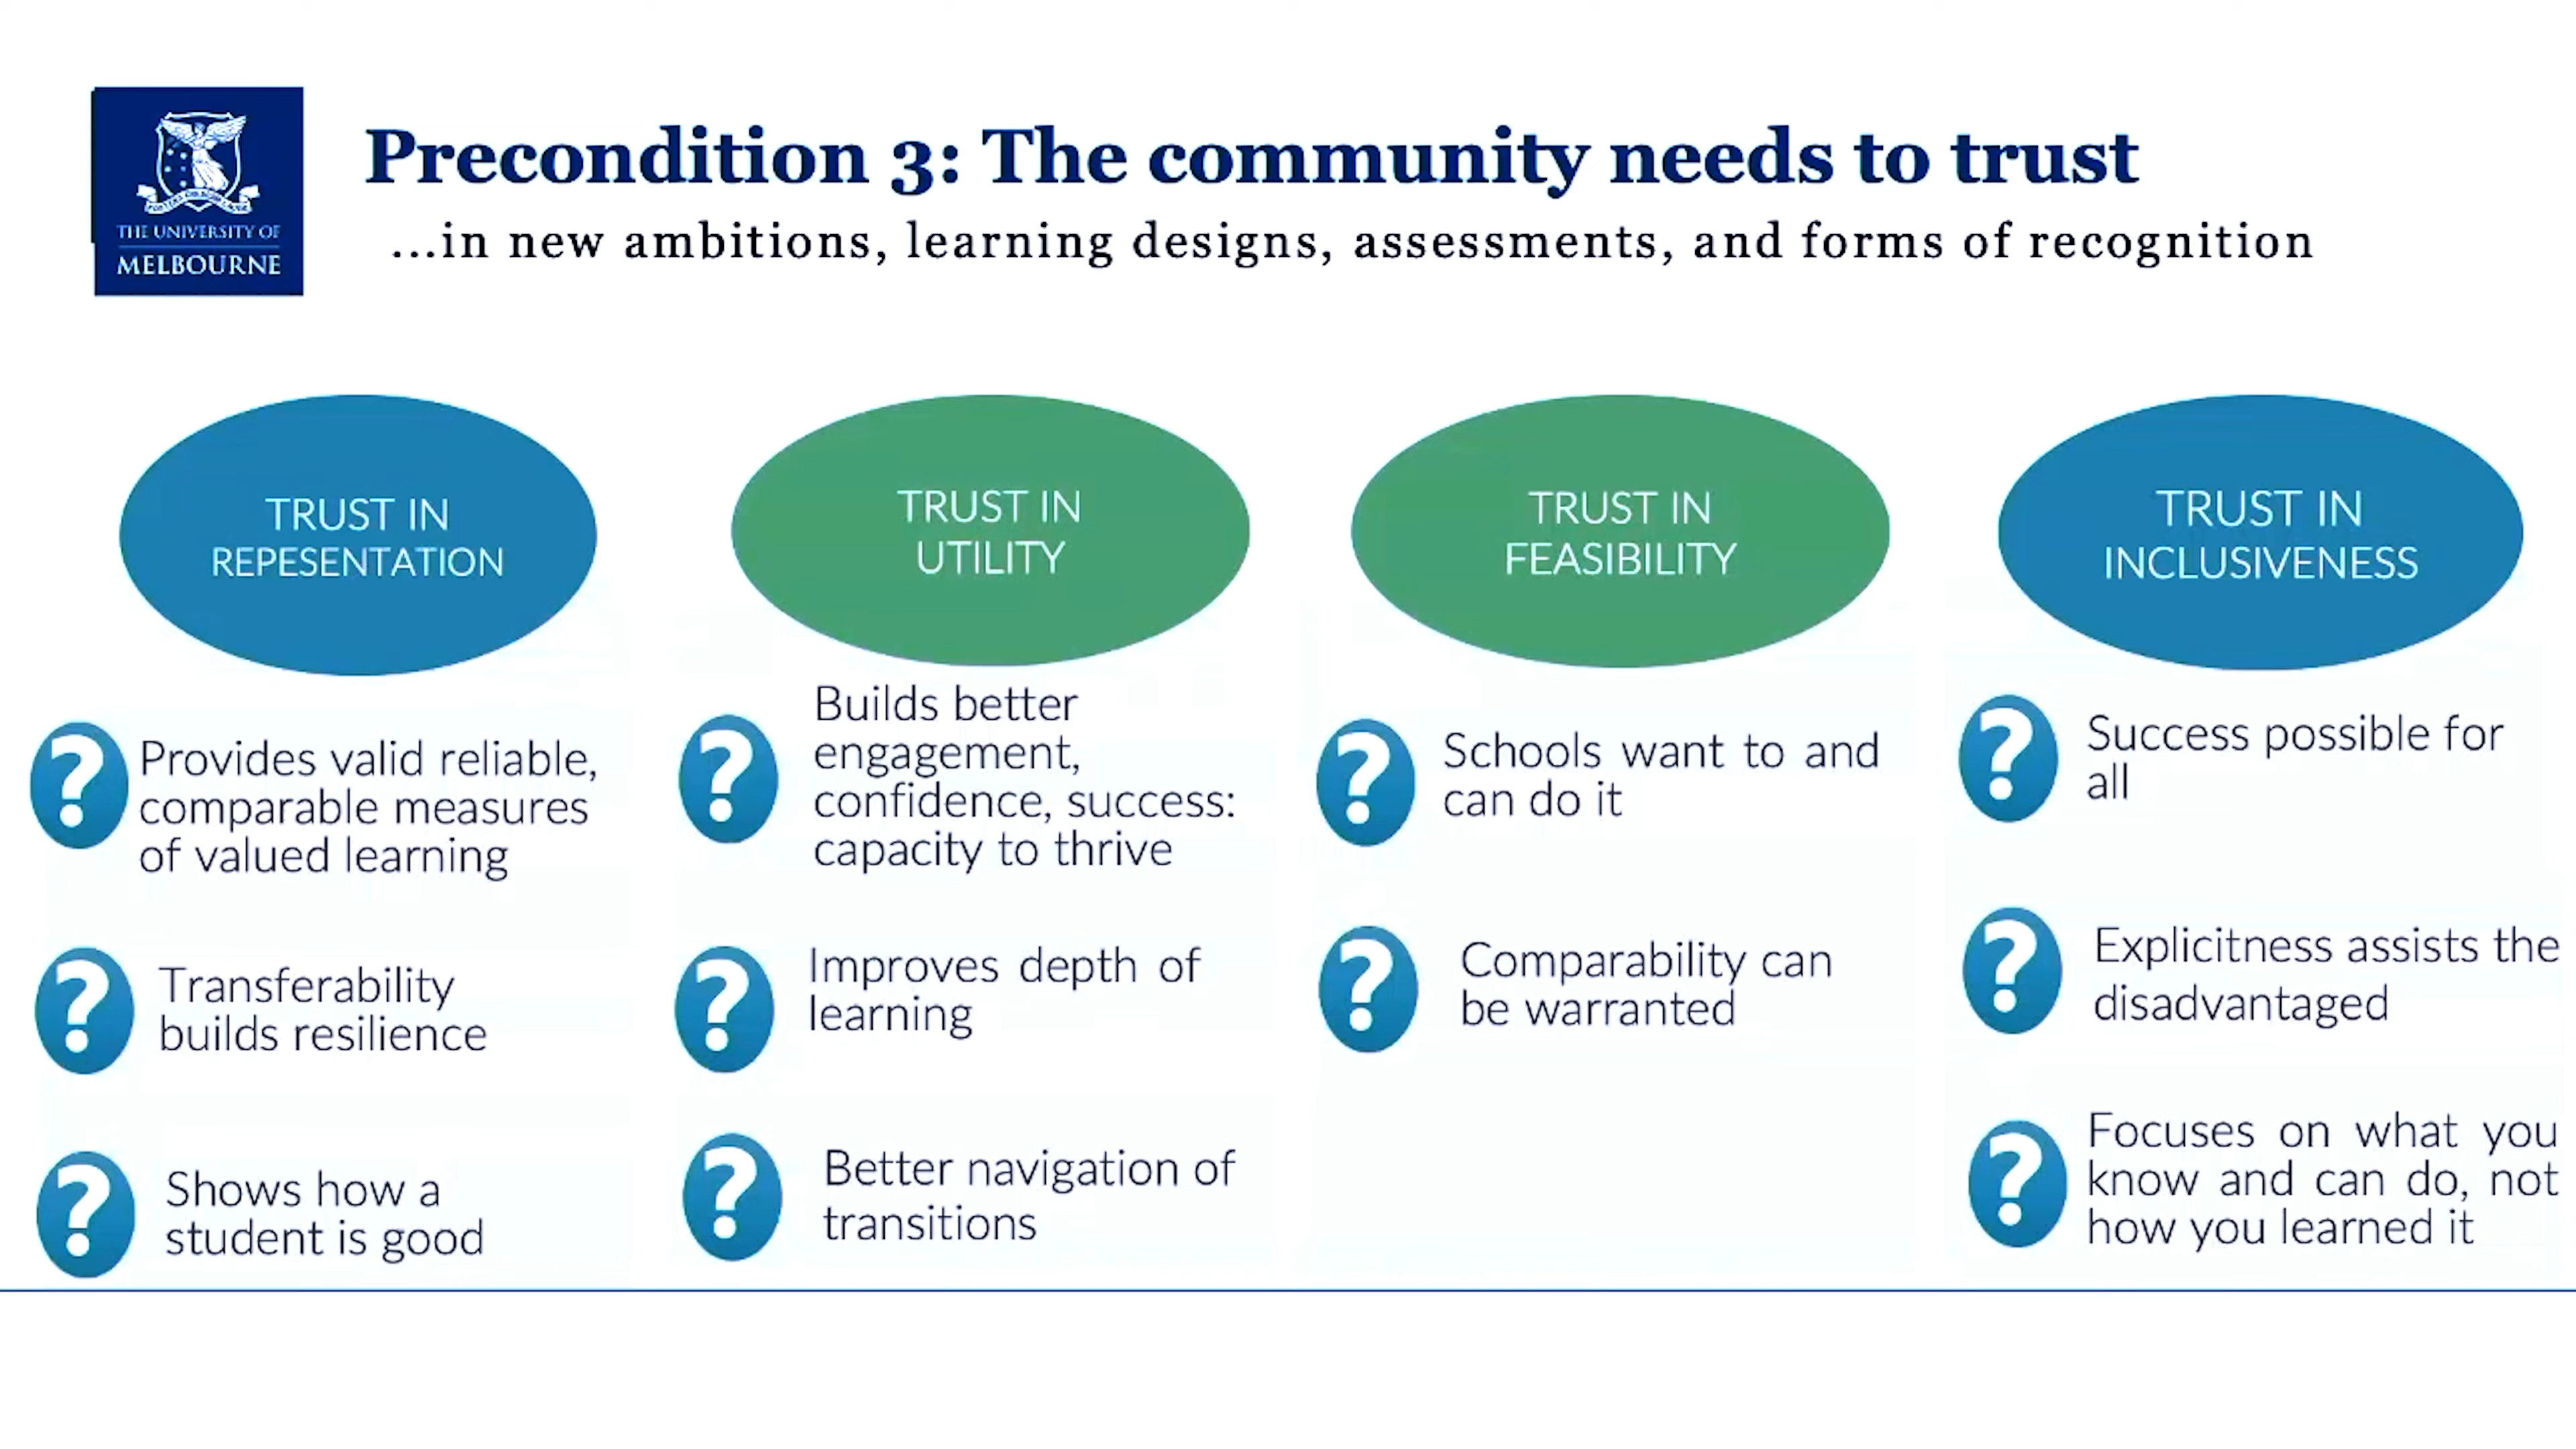 THE UNIVERSITY OF
MELBOURNE
Precondition 3: The community needs to trust
...in new ambitions, learning designs, assessments, and forms of recognition
TRUST IN
REPESENTATION
?
Provides valid reliable,
comparable measures
of valued learning
?
Transferability
builds resilience
?
Shows how a
student is good
TRUST IN
UTILITY
?
Builds better
engagement,
confidence, success:
capacity to thrive
?
Improves depth of
learning
?
Better navigation of
transitions
TRUST IN
FEASIBILITY
?
Schools want to and
can do it
?
Comparability can
be warranted
TRUST IN
INCLUSIVENESS
?
Success possible for
all
?
Explicitness assists the
disadvantaged
?
Focuses on what you
know and can do, not
how you learned it